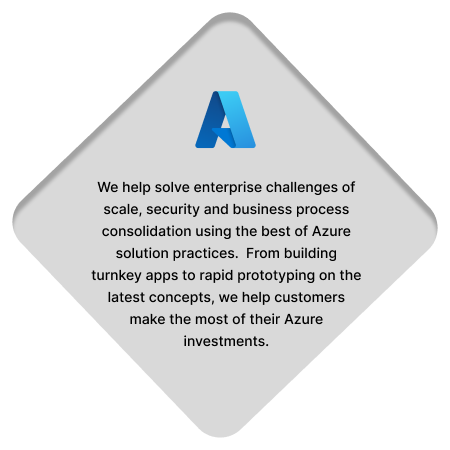 We help solve enterprise challenges of
scale, security and business process
consolidation using the best of Azure
solution practices.  From building
turnkey apps to rapid prototyping on the
latest concepts, we help customers
make the most of their Azure
investments.